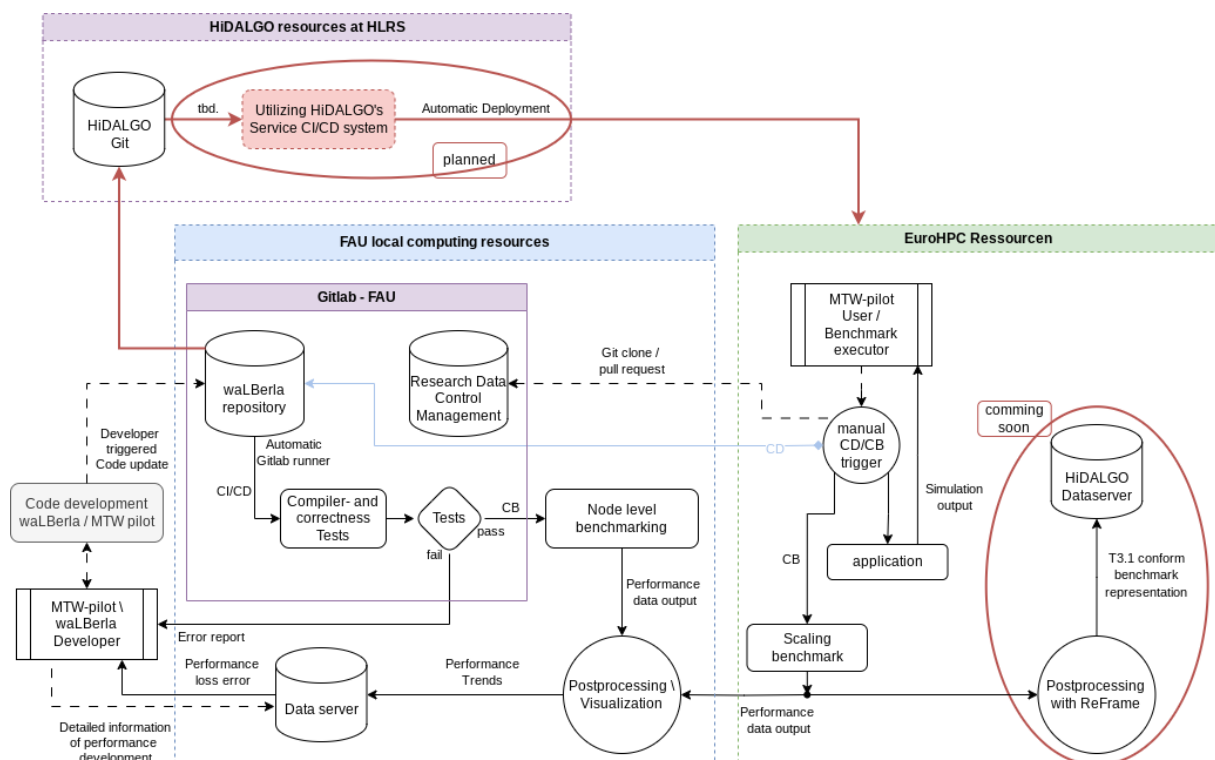 HiDALGO resources at HLRS
HiDALGO
Git
tbd.
Utilizing HiDALGO's
Service CI/CD system
Automatic Deployment
planned
FAU local computing resources
EuroHPC Ressourcen
Gitlab - FAU
waLBerla
repository
Research Data
Control
Management
Git clone /
pull request
MTW-pilot
User /
Benchmark
executor
comming
soon
HiDALGO
Dataserver
manual
CD/CB
trigger
CD
Developer
triggered
Code update
Automatic
Gitlab runner
CI/CD
Code development
waLBerla / MTW pilot
Compiler- and
correctness
Tests
Tests
CB
pass
fail
Node level
benchmarking
Simulation
output
application
CB
T3.1 conform
benchmark
representation
MTW-pilot \
waLBerla
Developer
Error report
Performance
data output
Scaling
benchmark
Performance
loss error
Data server
Performance
Trends
Postprocessing \
Visualization
Performance
data output
Postprocessing
with ReFrame
Detailed information
of performance
development